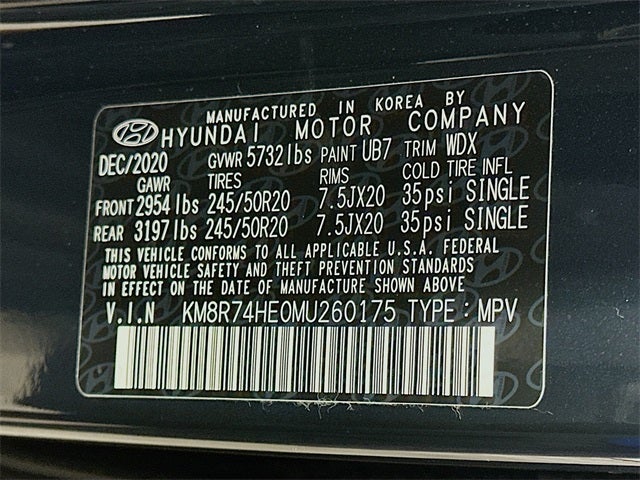 MANUFACTURED IN KOREA BY
HYUNDAI MOTOR COMPANY
DEC/2020 GVWR 5732lbs PAINT UB7 TRIM WDX
GAWR TIRES RIMS COLD TIRE INFL
FRONT 2954lbs 245/50R20 7.5JX20 35psi SINGLE
REAR 3197lbs 245/50R20 7.5JX20 35psi SINGLE
THIS VEHICLE CONFORMS TO ALL APPLICABLE U.S.A. FEDERAL
MOTOR VEHICLE SAFETY AND THEFT PREVENTION STANDARDS
IN EFFECT ON THE DATE OF MANUFACTURE SHOWN ABOVE
V.I.N KM8R74HE0MU260175 TYPE : MPV